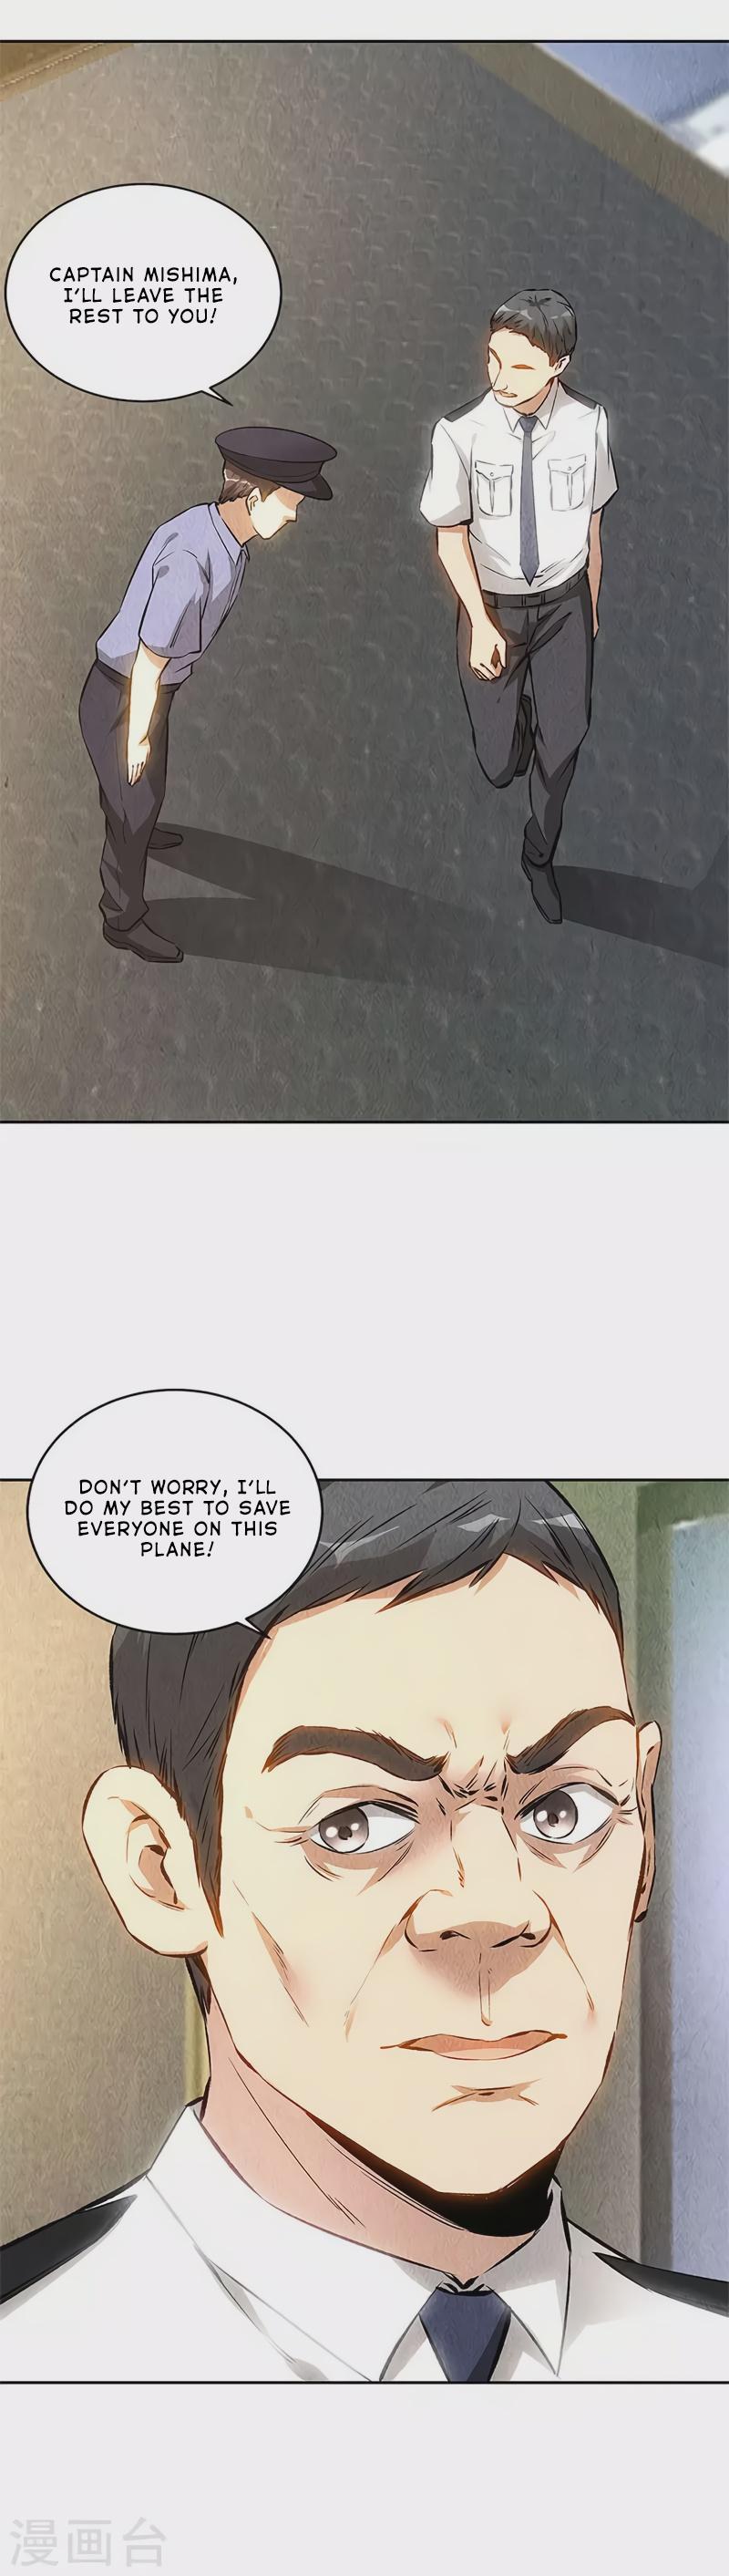 CAPTAIN MISHIMA,
I'LL LEAVE THE
REST TO YOU!
DON'T WORRY, I'LL
DO MY BEST TO SAVE
EVERYONE ON THIS
PLANE!
漫画台